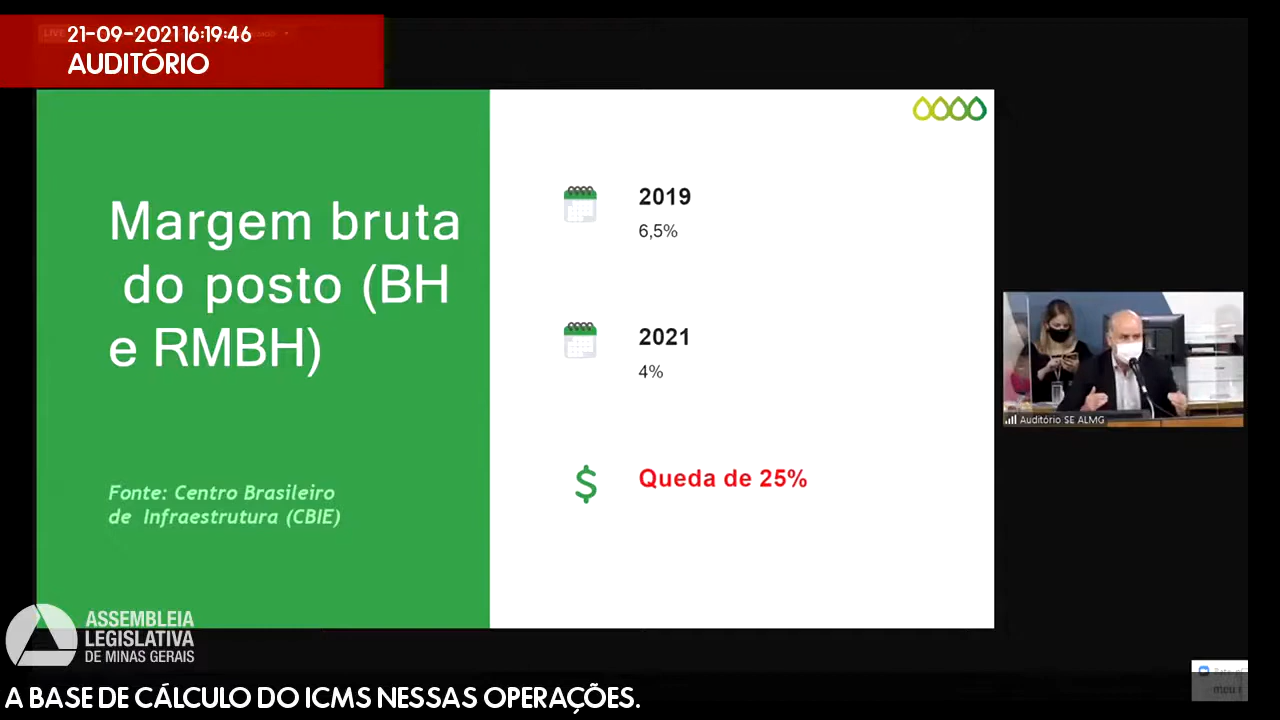 LIVE
21-09-2021 16:19:46
AUDITÓRIO
Margem bruta
do posto (BH
e RMBH)
Fonte: Centro Brasileiro
de Infraestrutura (CBIE)
2019
6,5%
2021
4%
$
Queda de 25%
Auditório SE ALMG
ASSEMBLEIA
LEGISLATIVA
DE MINAS GERAIS
meu
A BASE DE CÁLCULO DO ICMS NESSAS OPERAÇÕES.